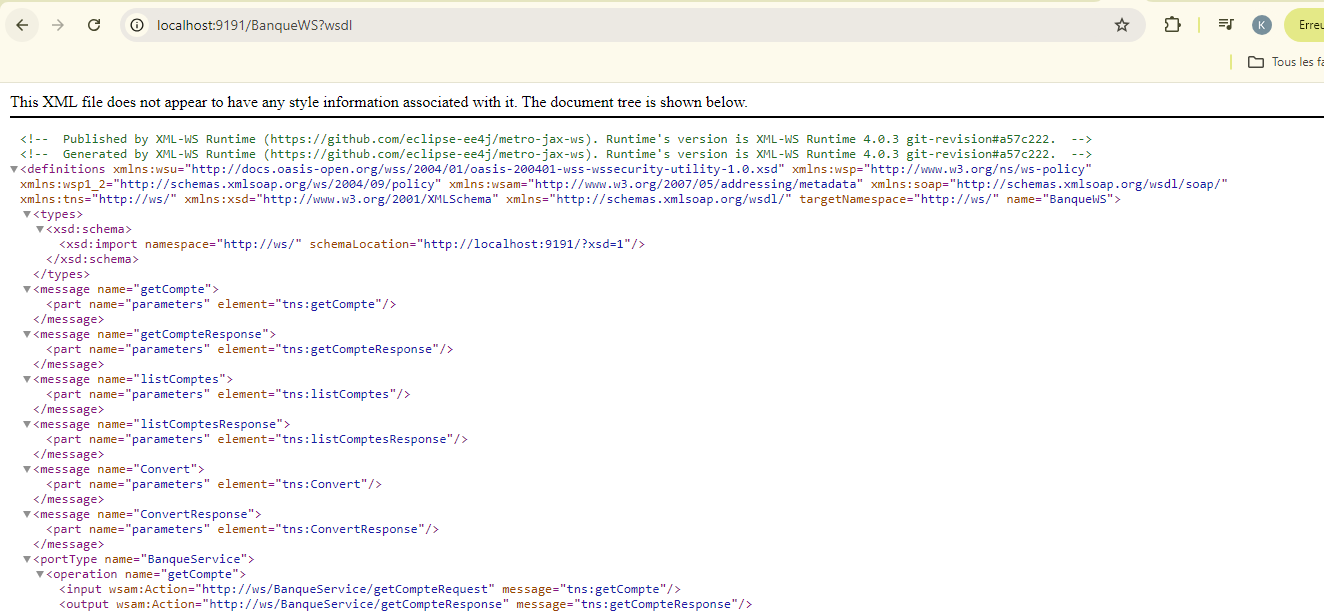 localhost:9191/BanqueWS?wsdl
K
Erreu
Tous les fa
This XML file does not appear to have any style information associated with it. The document tree is shown below.
<!-- Published by XML-WS Runtime (https://github.com/eclipse-ee4j/metro-jax-ws). Runtime's version is XML-WS Runtime 4.0.3 git-revision#a57c222. -->
<!-- Generated by XML-WS Runtime (https://github.com/eclipse-ee4j/metro-jax-ws). Runtime's version is XML-WS Runtime 4.0.3 git-revision#a57c222. -->
<definitions xmlns:wsu="http://docs.oasis-open.org/wss/2004/01/oasis-200401-wss-wssecurity-utility-1.0.xsd" xmlns:wsp="http://www.w3.org/ns/ws-policy"
xmlns:wsp1_2="http://schemas.xmlsoap.org/ws/2004/09/policy" xmlns:wsam="http://www.w3.org/2007/05/addressing/metadata" xmlns:soap="http://schemas.xmlsoap.org/wsdl/soap/"
xmlns:tns="http://ws/" xmlns:xsd="http://www.w3.org/2001/XMLSchema" xmlns="http://schemas.xmlsoap.org/wsdl/" targetNamespace="http://ws/" name="BanqueWS">
<types>
<xsd:schema>
<xsd:import namespace="http://ws/" schemaLocation="http://localhost:9191/?xsd=1"/>
</xsd:schema>
</types>
<message name="getCompte">
<part name="parameters" element="tns:getCompte"/>
</message>
<message name="getCompteResponse">
<part name="parameters" element="tns:getCompteResponse"/>
</message>
<message name="listComptes">
<part name="parameters" element="tns:listComptes"/>
</message>
<message name="listComptesResponse">
<part name="parameters" element="tns:listComptesResponse"/>
</message>
<message name="Convert">
<part name="parameters" element="tns:Convert"/>
</message>
<message name="ConvertResponse">
<part name="parameters" element="tns:ConvertResponse"/>
</message>
<portType name="BanqueService">
<operation name="getCompte">
<input wsam:Action="http://ws/BanqueService/getCompteRequest" message="tns:getCompte"/>
<output wsam:Action="http://ws/BanqueService/getCompteResponse" message="tns:getCompteResponse"/>